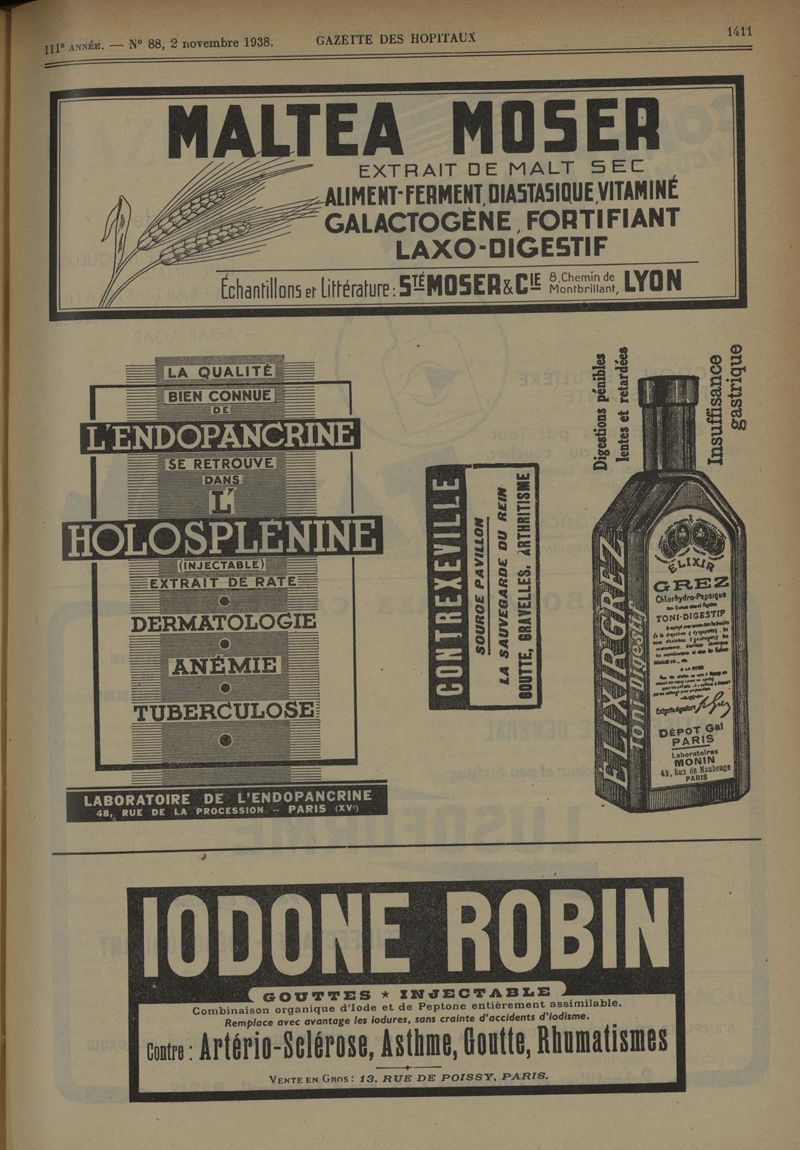 111e ANNÉE. — N° 88, 2 novembre 1938. GAZETTE DES HOPITAUX 1411
MALTEA MOSER
EXTRAIT DE MALT SEC
ALIMENT-FERMENT, DIASTASIQUE, VITAMINÉ
GALACTOGÈNE, FORTIFIANT
LAXO-DIGESTIF
Échantillons et Littérature : STÉ MOSER & CIE 8, Chemin de Montbrillant, LYON
LA QUALITÉ
BIEN CONNUE
DE
L'ENDOPANCRINE
SE RETROUVE
DANS
L'
HOLOSPLÉNINE
(INJECTABLE)
EXTRAIT DE RATE
DERMATOLOGIE
ANÉMIE
TUBERCULOSE
LABORATOIRE DE L'ENDOPANCRINE
48, RUE DE LA PROCESSION -- PARIS (XVe)
CONTREXEVILLE
SOURCE PAVILLON
LA SAUVEGARDE DU REIN
GOUTTE, GRAVELLES, ARTHRITISME
Digestions pénibles
lentes et retardées
Insuffisance
gastrique
ÉLIXIR GREZ
Toni-Digestif
ÉLIXIR
GREZ
Chlorhydro-Pepsique
TONI-DIGESTIF
DÉPOT Gal
PARIS
Laboratoires
MONIN
49, Rue de Maubeuge
PARIS
IODONE ROBIN
GOUTTES ★ INJECTABLE
Combinaison organique d'Iode et de Peptone entièrement assimilable.
Remplace avec avantage les iodures, sans crainte d'accidents d'iodisme.
Contre : Artério-Sclérose, Asthme, Goutte, Rhumatismes
VENTE EN GROS : 13, RUE DE POISSY, PARIS.